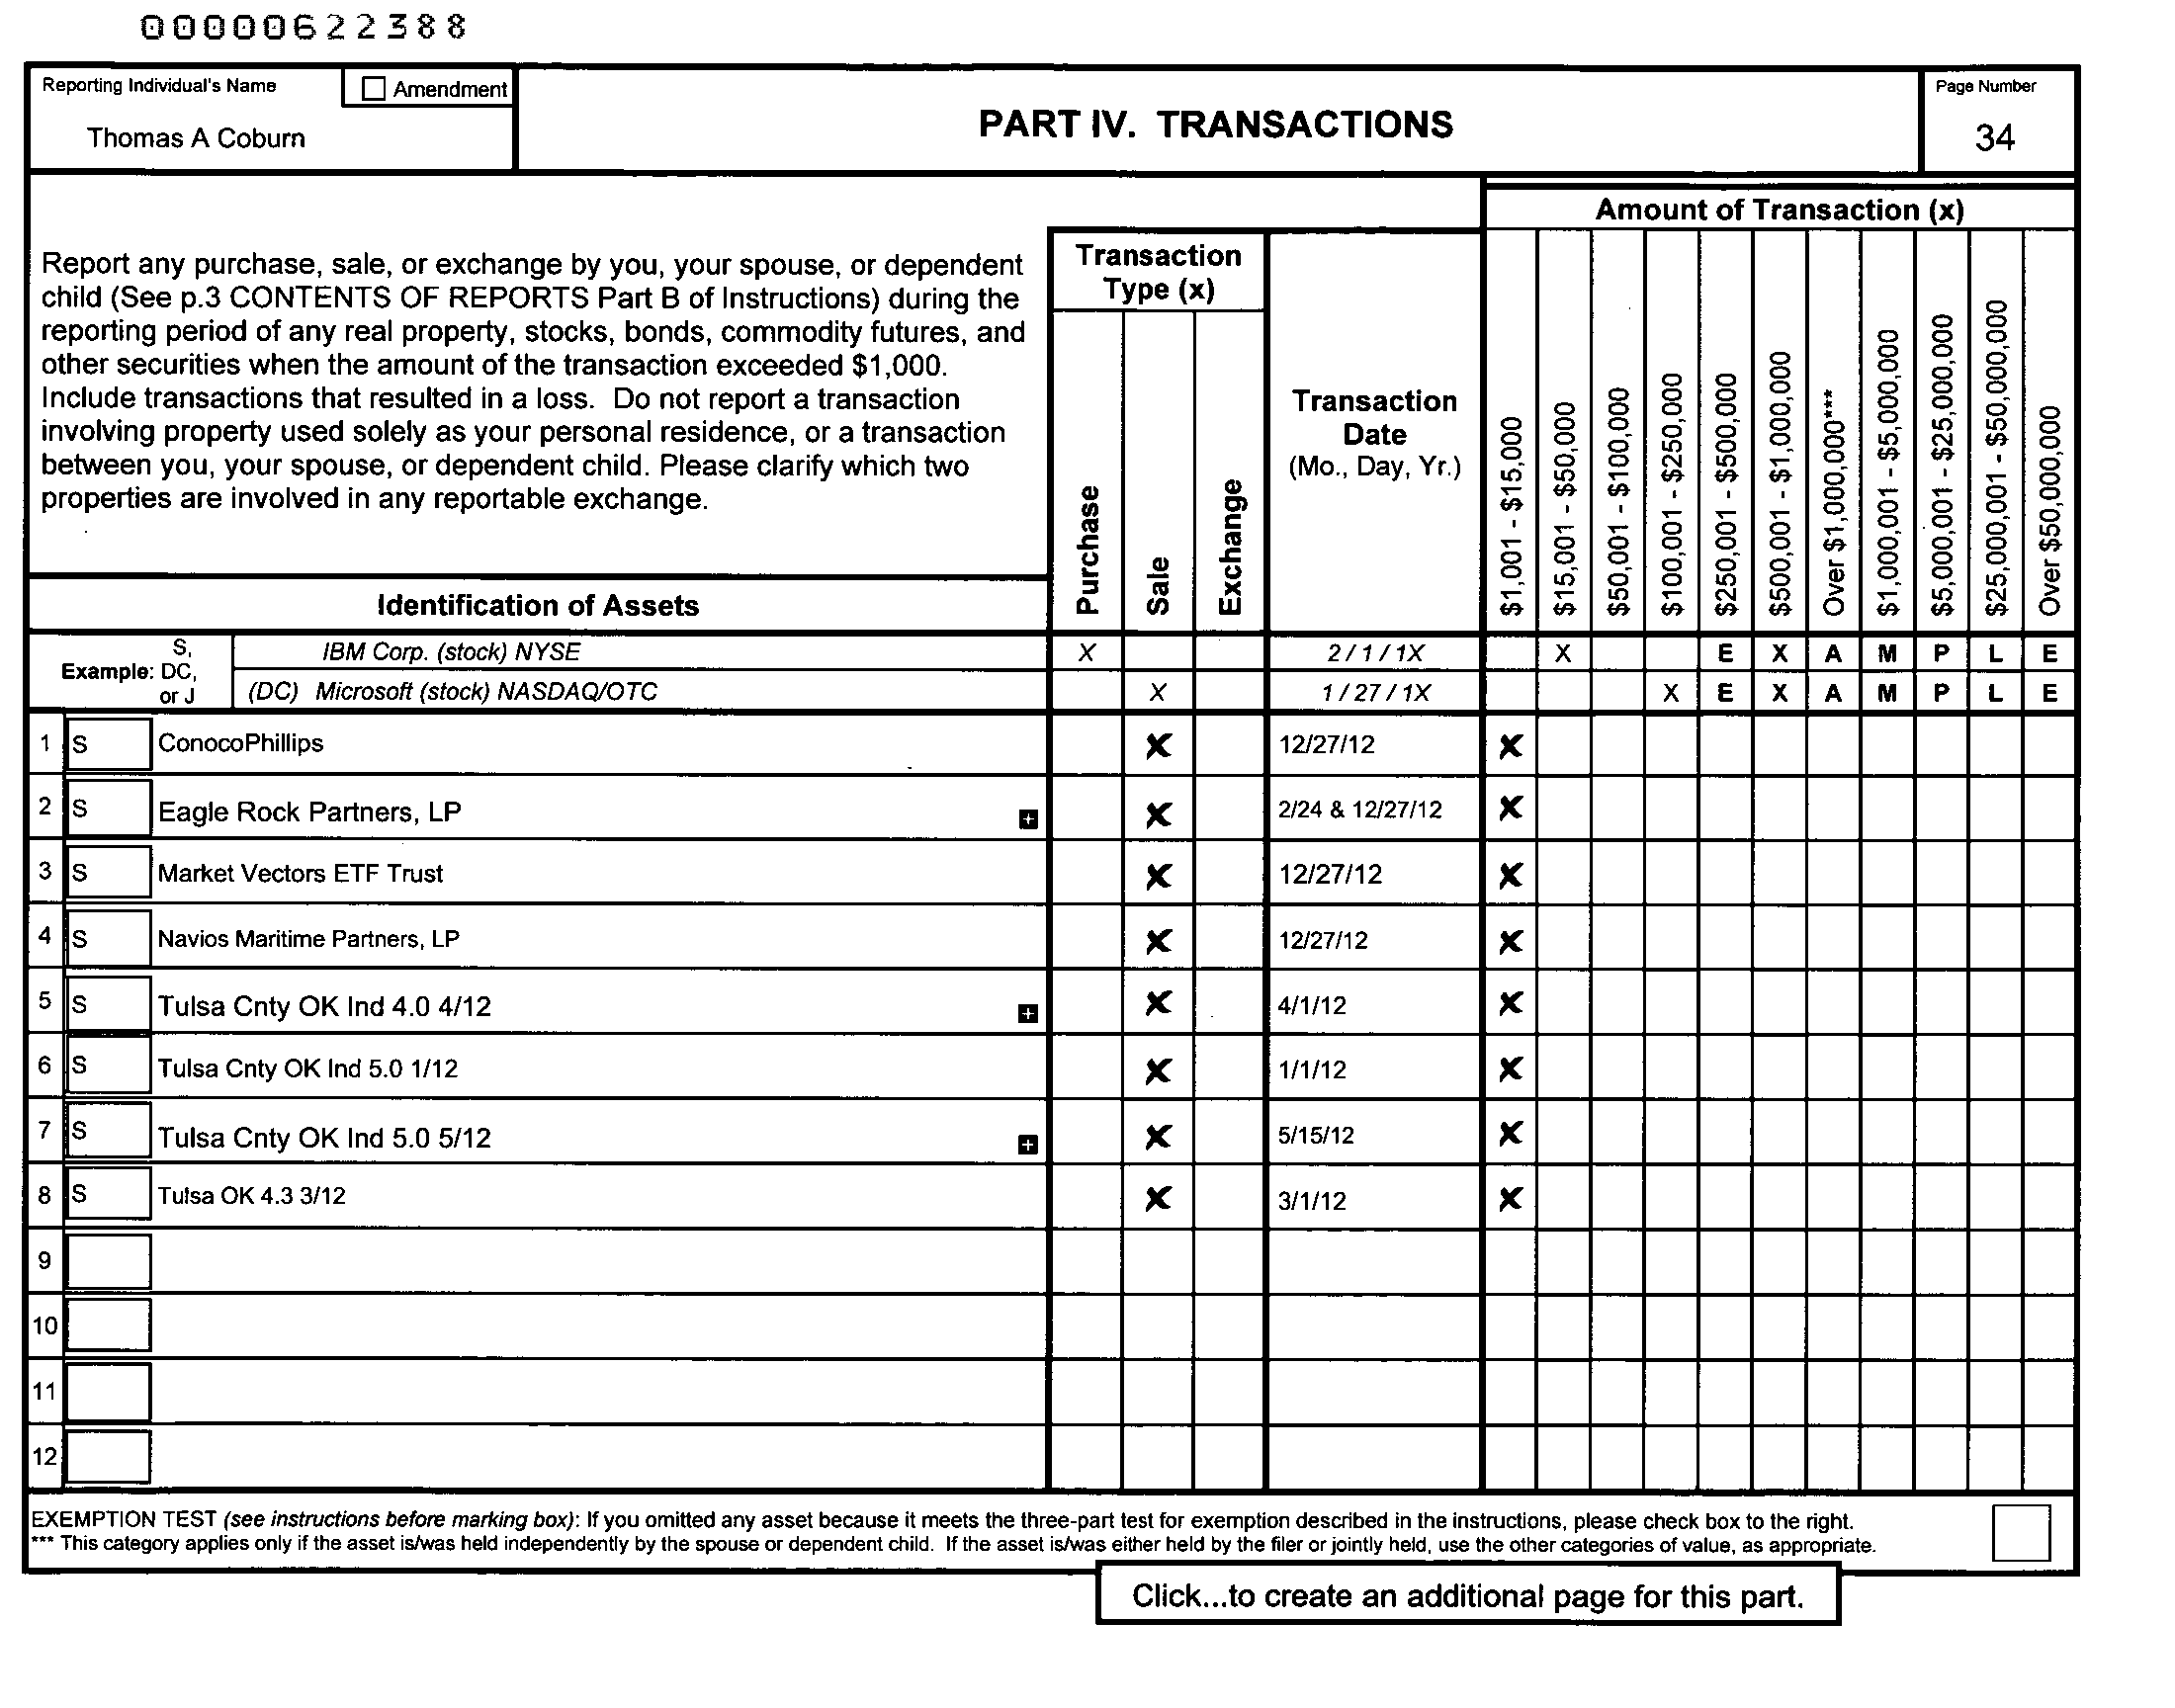 00000622388
Reporting Individual's Name
Amendment
Thomas A Coburn
PART IV. TRANSACTIONS
Page Number
34
Report any purchase, sale, or exchange by you, your spouse, or dependent
child (See p.3 CONTENTS OF REPORTS Part B of Instructions) during the
reporting period of any real property, stocks, bonds, commodity futures, and
other securities when the amount of the transaction exceeded $1,000.
Include transactions that resulted in a loss. Do not report a transaction
involving property used solely as your personal residence, or a transaction
between you, your spouse, or dependent child. Please clarify which two
properties are involved in any reportable exchange.
Identification of Assets
Transaction
Type (x)
Purchase
Sale
Exchange
Transaction
Date
(Mo., Day, Yr.)
Amount of Transaction (x)
$1,001 - $15,000
$15,001 - $50,000
$50,001 - $100,000
$100,001 - $250,000
$250,001 - $500,000
$500,001 - $1,000,000
Over $1,000,000***
$1,000,001 - $5,000,000
$5,000,001 - $25,000,000
$25,000,001 - $50,000,000
Over $50,000,000
Example:
S,
DC,
or J
IBM Corp. (stock) NYSE X 2 / 1 / 1X X E X A M P L E
(DC) Microsoft (stock) NASDAQ/OTC X 1 / 27 / 1X X E X A M P L E
1 S ConocoPhillips X 12/27/12 X
2 S Eagle Rock Partners, LP + X 2/24 & 12/27/12 X
3 S Market Vectors ETF Trust X 12/27/12 X
4 S Navios Maritime Partners, LP X 12/27/12 X
5 S Tulsa Cnty OK Ind 4.0 4/12 + X 4/1/12 X
6 S Tulsa Cnty OK Ind 5.0 1/12 X 1/1/12 X
7 S Tulsa Cnty OK Ind 5.0 5/12 + X 5/15/12 X
8 S Tulsa OK 4.3 3/12 X 3/1/12 X
9
10
11
12
EXEMPTION TEST (see instructions before marking box): If you omitted any asset because it meets the three-part test for exemption described in the instructions, please check box to the right.
*** This category applies only if the asset is/was held independently by the spouse or dependent child. If the asset is/was either held by the filer or jointly held, use the other categories of value, as appropriate.
Click...to create an additional page for this part.